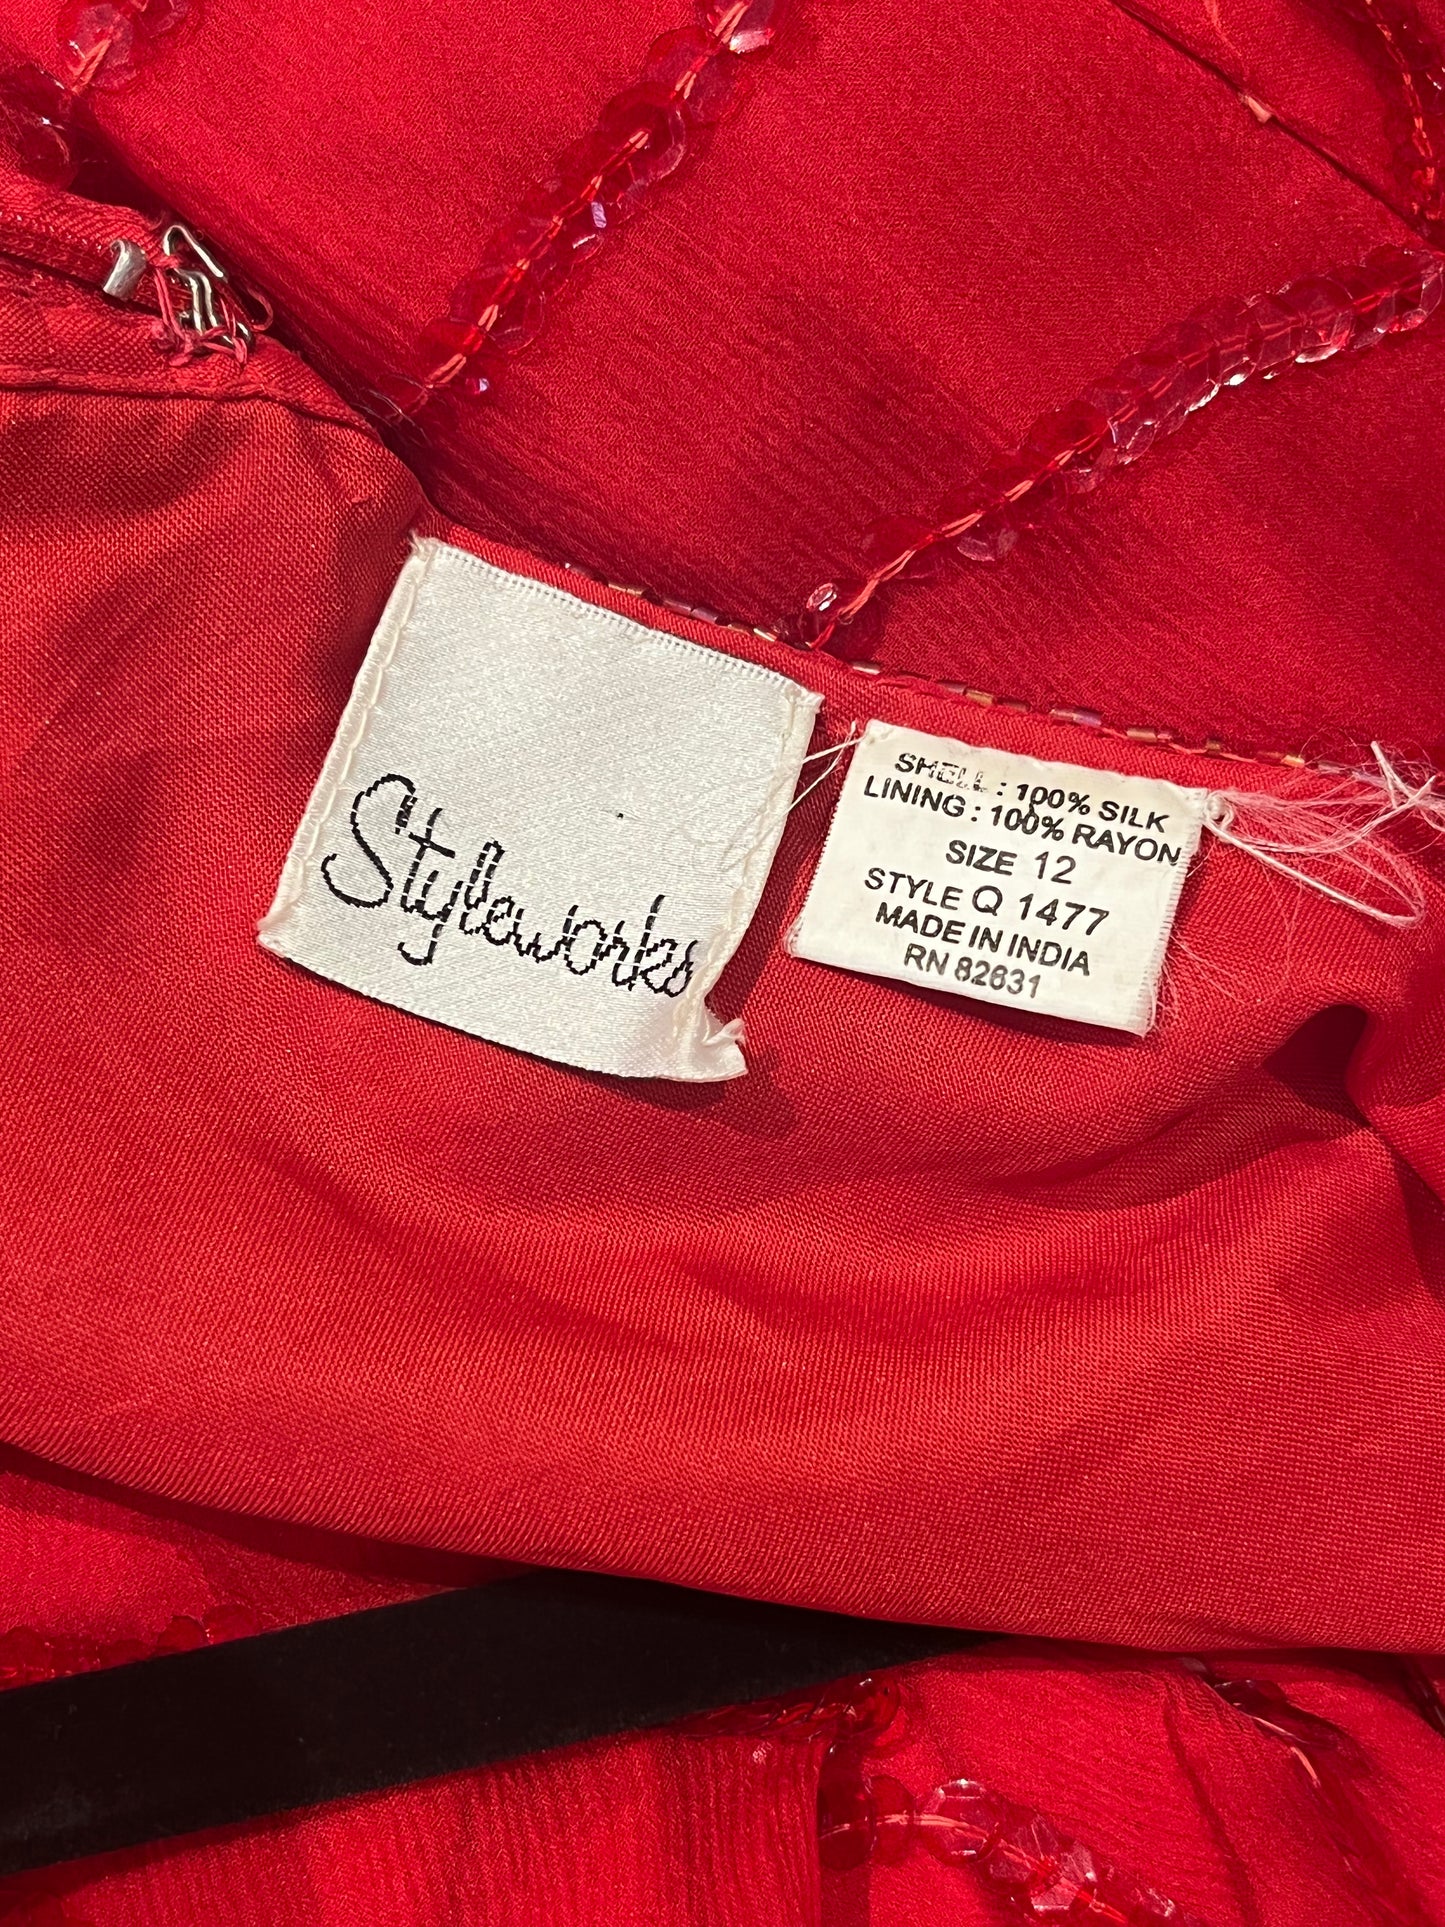 Styleworks
SHELL : 100% SILK
LINING : 100% RAYON
SIZE 12
STYLE Q 1477
MADE IN INDIA
RN 82631